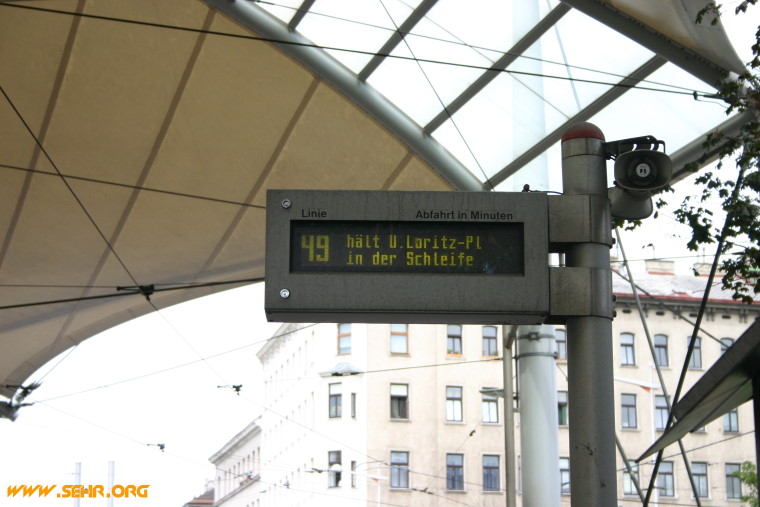 Linie Abfahrt in Minuten
49 hält U.Loritz-Pl
in der Schleife
WWW.SEHR.ORG